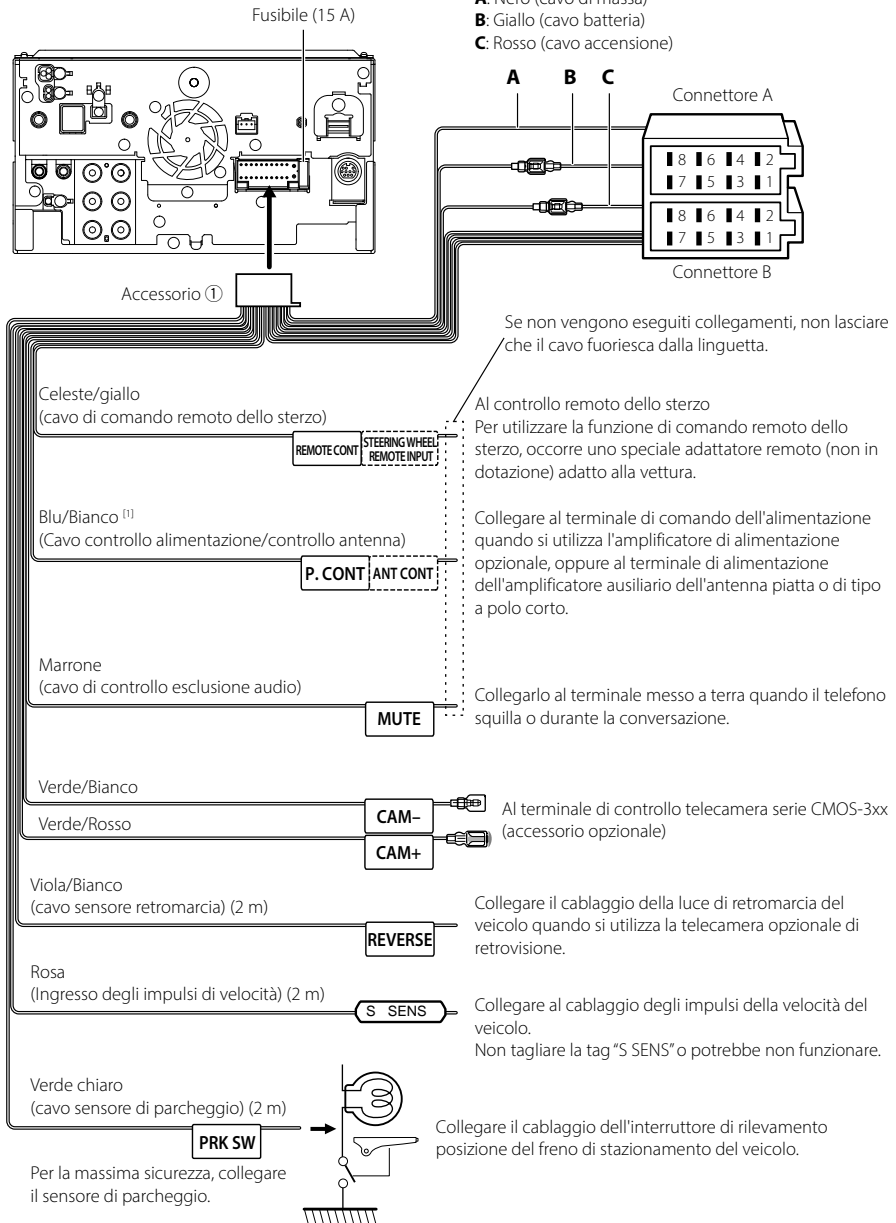 Fusibile (15 A)
A: Nero (cavo di massa)
B: Giallo (cavo batteria)
C: Rosso (cavo accensione)
A B C
Connettore A
8 6 4 2
7 5 3 1
8 6 4 2
7 5 3 1
Connettore B
Accessorio ①
Se non vengono eseguiti collegamenti, non lasciare
che il cavo fuoriesca dalla linguetta.
Celeste/giallo
(cavo di comando remoto dello sterzo)
REMOTE CONT
STEERING WHEEL
REMOTE INPUT
Al controllo remoto dello sterzo
Per utilizzare la funzione di comando remoto dello
sterzo, occorre uno speciale adattatore remoto (non in
dotazione) adatto alla vettura.
Blu/Bianco [1]
(Cavo controllo alimentazione/controllo antenna)
P. CONT ANT CONT
Collegare al terminale di comando dell'alimentazione
quando si utilizza l'amplificatore di alimentazione
opzionale, oppure al terminale di alimentazione
dell'amplificatore ausiliario dell'antenna piatta o di tipo
a polo corto.
Marrone
(cavo di controllo esclusione audio)
MUTE
Collegarlo al terminale messo a terra quando il telefono
squilla o durante la conversazione.
Verde/Bianco
CAM–
Verde/Rosso
CAM+
Al terminale di controllo telecamera serie CMOS-3xx
(accessorio opzionale)
Viola/Bianco
(cavo sensore retromarcia) (2 m)
REVERSE
Collegare il cablaggio della luce di retromarcia del
veicolo quando si utilizza la telecamera opzionale di
retrovisione.
Rosa
(Ingresso degli impulsi di velocità) (2 m)
S SENS
Collegare al cablaggio degli impulsi della velocità del
veicolo.
Non tagliare la tag "S SENS" o potrebbe non funzionare.
Verde chiaro
(cavo sensore di parcheggio) (2 m)
PRK SW
Per la massima sicurezza, collegare
il sensore di parcheggio.
Collegare il cablaggio dell'interruttore di rilevamento
posizione del freno di stazionamento del veicolo.